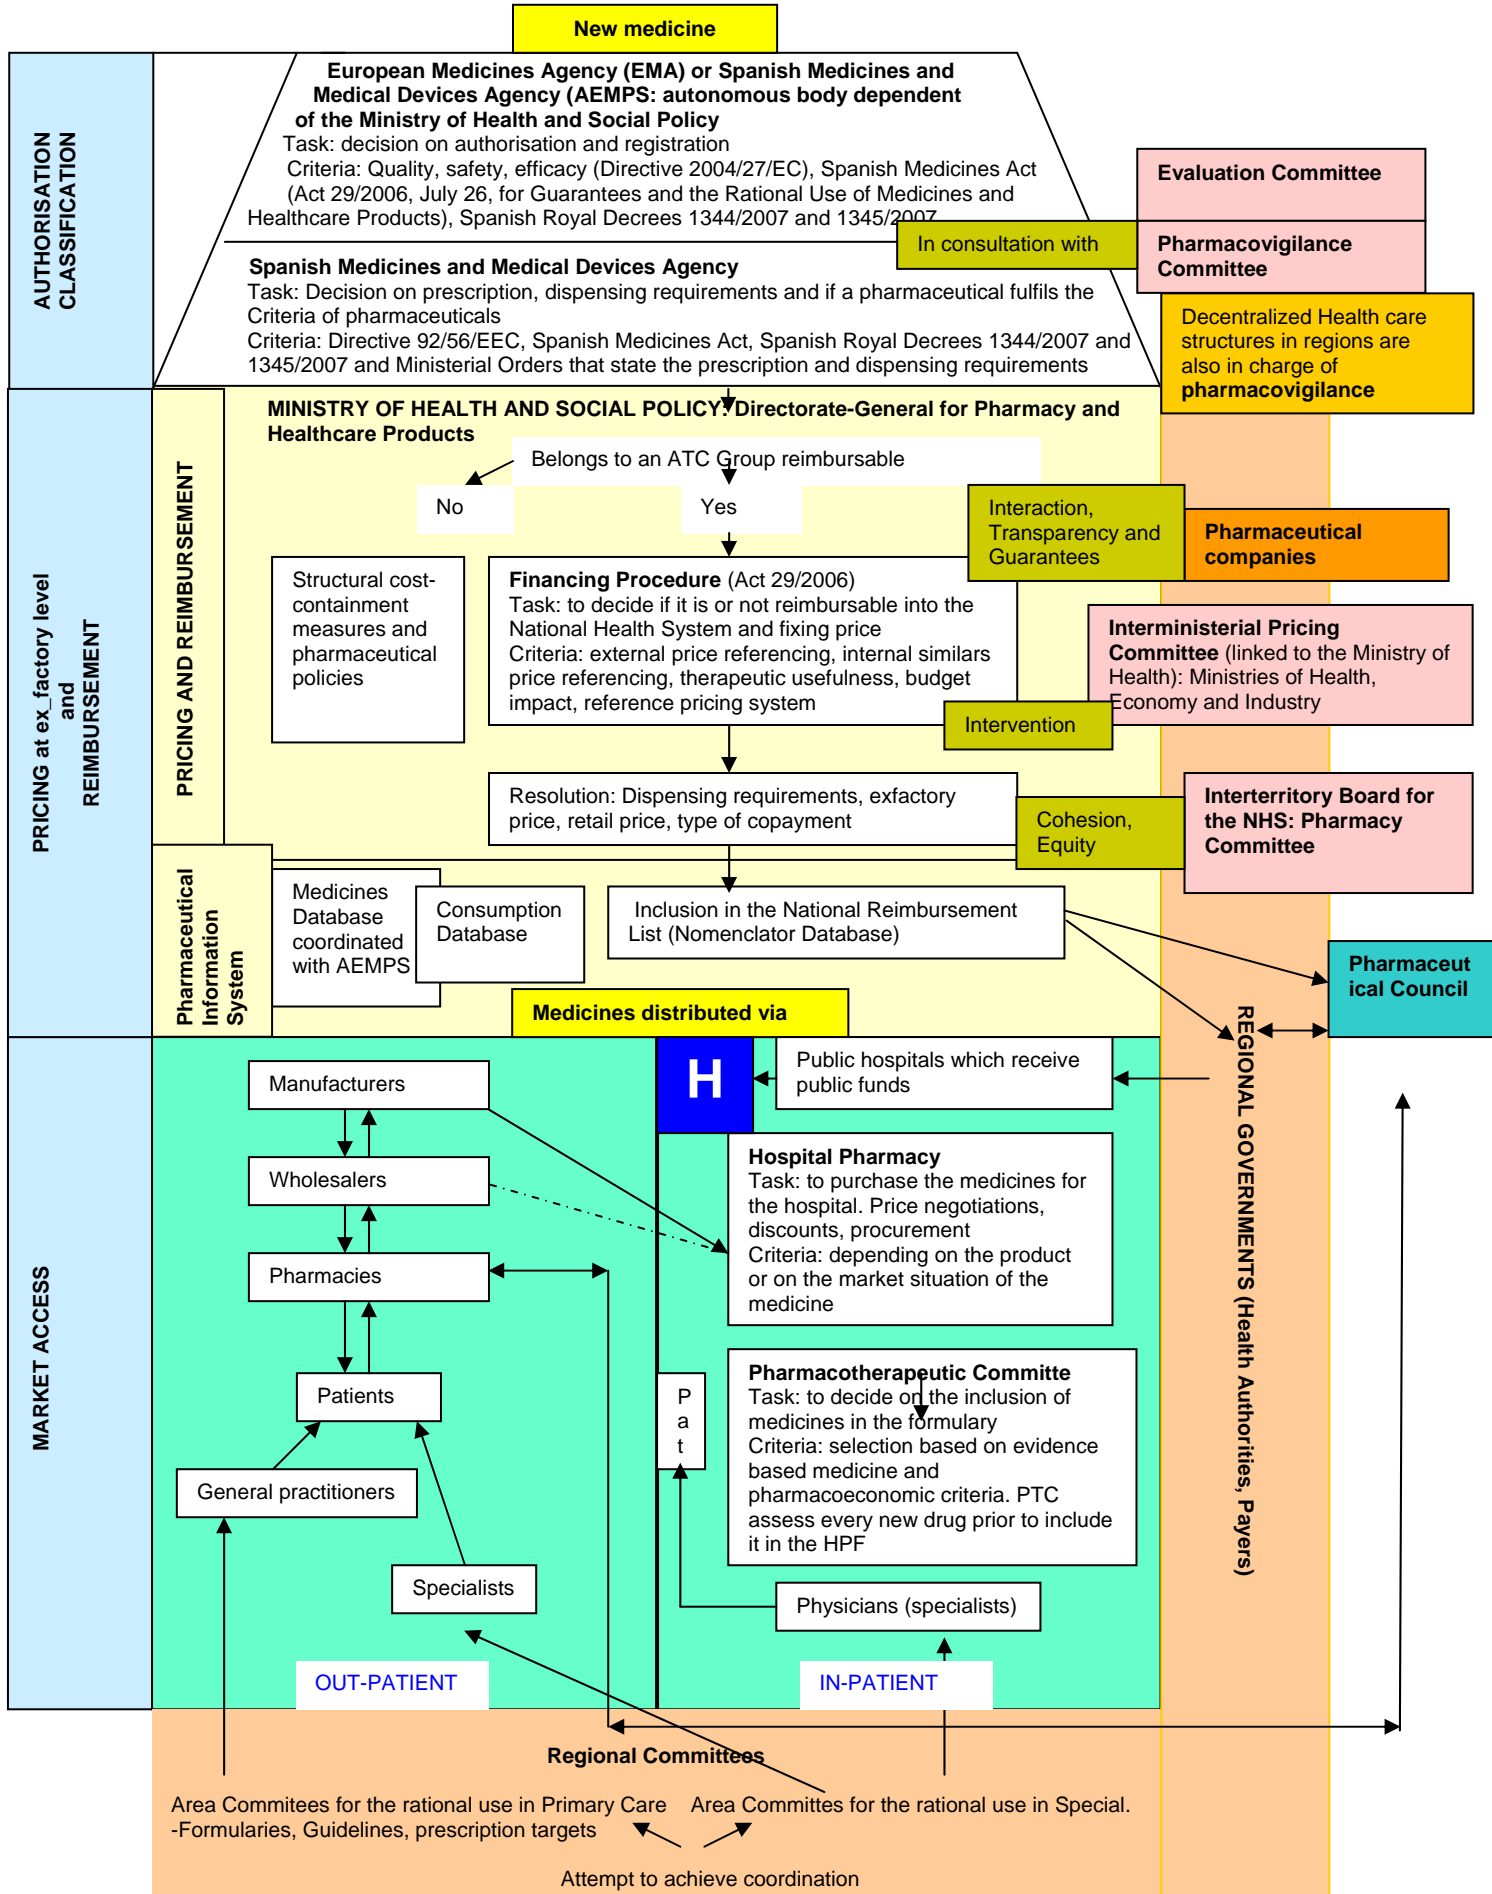 New medicine
AUTHORISATION
CLASSIFICATION
European Medicines Agency (EMA) or Spanish Medicines and
Medical Devices Agency (AEMPS: autonomous body dependent
of the Ministry of Health and Social Policy
Task: decision on authorisation and registration
Criteria: Quality, safety, efficacy (Directive 2004/27/EC), Spanish Medicines Act
(Act 29/2006, July 26, for Guarantees and the Rational Use of Medicines and
Healthcare Products), Spanish Royal Decrees 1344/2007 and 1345/2007
In consultation with
Evaluation Committee
Pharmacovigilance
Committee
Spanish Medicines and Medical Devices Agency
Task: Decision on prescription, dispensing requirements and if a pharmaceutical fulfils the
Criteria of pharmaceuticals
Criteria: Directive 92/56/EEC, Spanish Medicines Act, Spanish Royal Decrees 1344/2007 and
1345/2007 and Ministerial Orders that state the prescription and dispensing requirements
Decentralized Health care
structures in regions are
also in charge of
pharmacovigilance
PRICING at ex_factory level
and
REIMBURSEMENT
PRICING AND REIMBURSEMENT
MINISTRY OF HEALTH AND SOCIAL POLICY: Directorate-General for Pharmacy and
Healthcare Products
Belongs to an ATC Group reimbursable
No
Yes
Interaction,
Transparency and
Guarantees
Pharmaceutical
companies
Structural cost-
containment
measures and
pharmaceutical
policies
Financing Procedure (Act 29/2006)
Task: to decide if it is or not reimbursable into the
National Health System and fixing price
Criteria: external price referencing, internal similars
price referencing, therapeutic usefulness, budget
impact, reference pricing system
Interministerial Pricing
Committee (linked to the Ministry of
Health): Ministries of Health,
Economy and Industry
Intervention
Resolution: Dispensing requirements, exfactory
price, retail price, type of copayment
Cohesion,
Equity
Interterritory Board for
the NHS: Pharmacy
Committee
Pharmaceutical
Information
System
Medicines
Database
coordinated
with AEMPS
Consumption
Database
Inclusion in the National Reimbursement
List (Nomenclator Database)
Pharmaceut
ical Council
Medicines distributed via
REGIONAL GOVERNMENTS (Health Authorities, Payers)
MARKET ACCESS
Manufacturers
Wholesalers
Pharmacies
Patients
General practitioners
Specialists
OUT-PATIENT
H
Public hospitals which receive
public funds
Hospital Pharmacy
Task: to purchase the medicines for
the hospital. Price negotiations,
discounts, procurement
Criteria: depending on the product
or on the market situation of the
medicine
P
a
t
Pharmacotherapeutic Committe
Task: to decide on the inclusion of
medicines in the formulary
Criteria: selection based on evidence
based medicine and
pharmacoeconomic criteria. PTC
assess every new drug prior to include
it in the HPF
Physicians (specialists)
IN-PATIENT
Regional Committees
Area Commitees for the rational use in Primary Care
-Formularies, Guidelines, prescription targets
Area Committes for the rational use in Special.
Attempt to achieve coordination